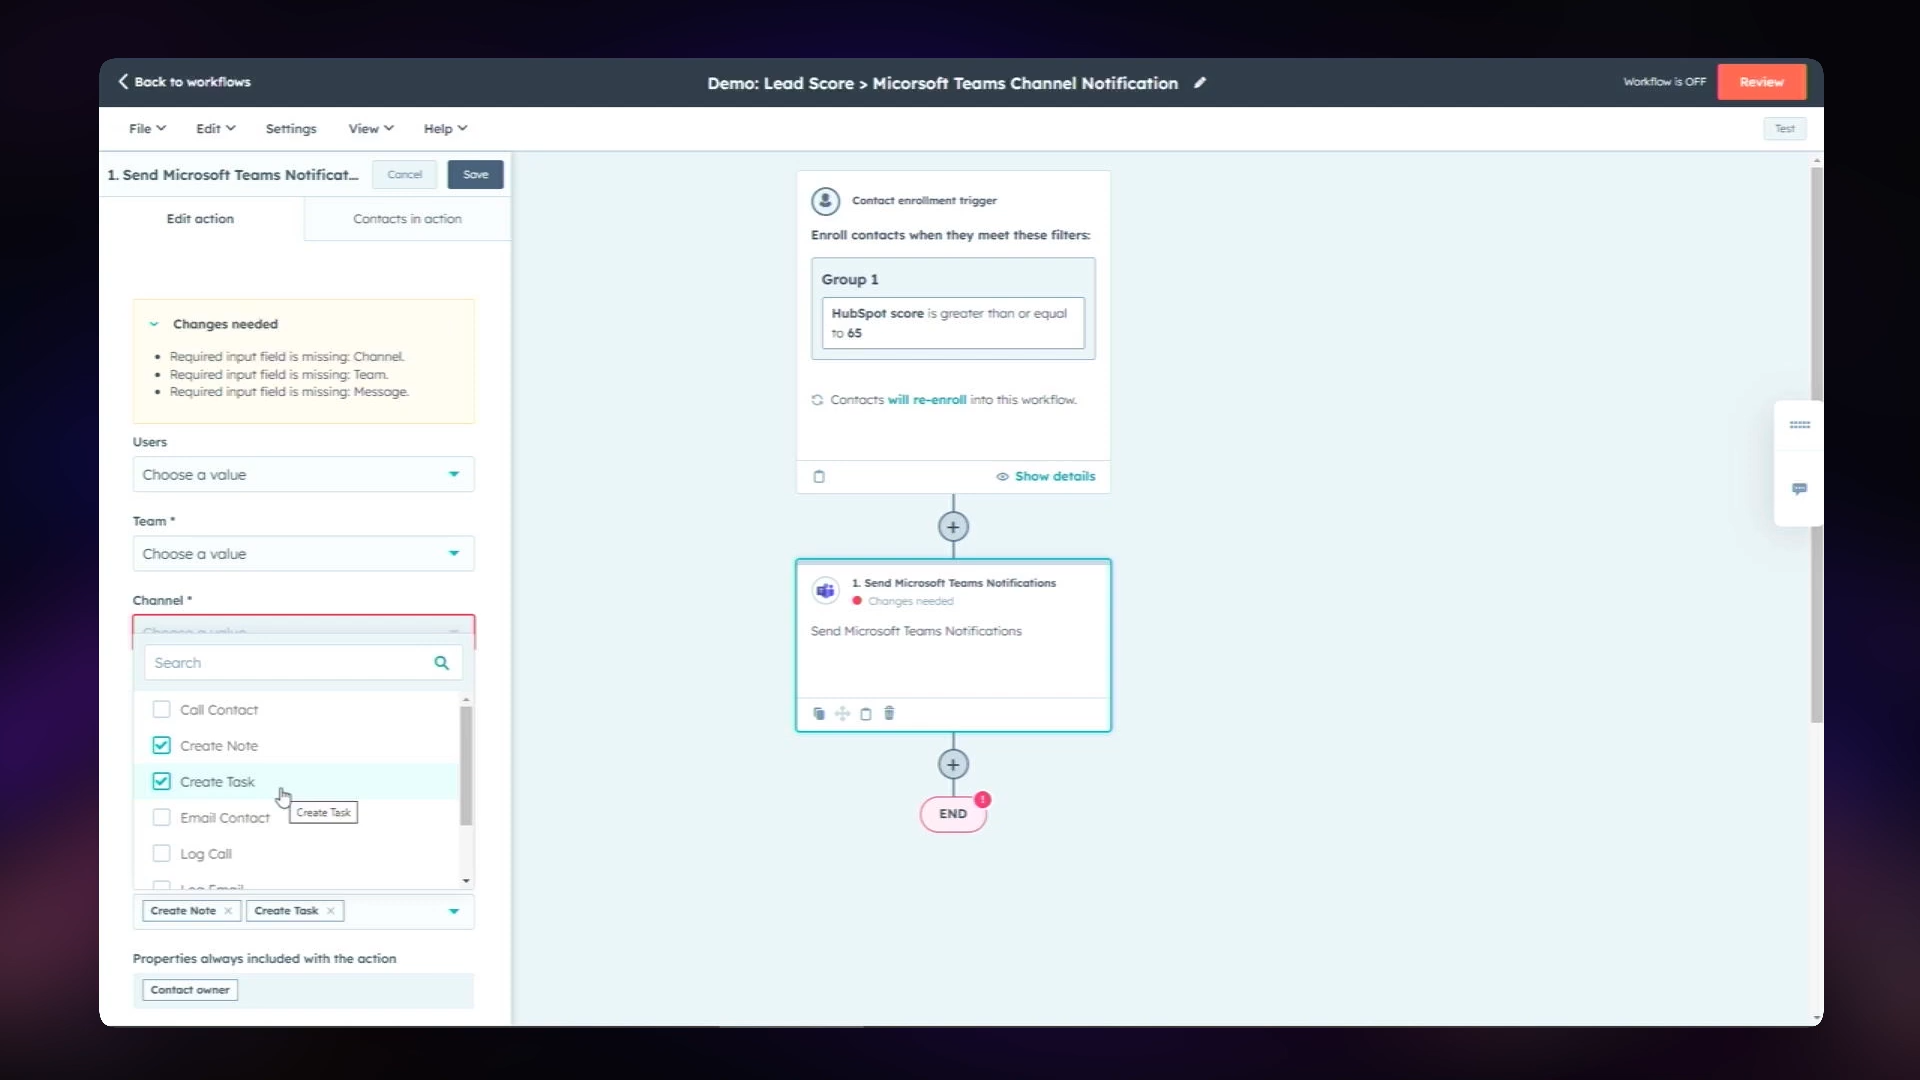 Back to workflows
Demo: Lead Score > Micorsoft Teams Channel Notification
Workflow is OFF
Review
File
Edit
Settings
View
Help
Test
1. Send Microsoft Teams Notificat...
Cancel
Save
Edit action
Contacts in action
Changes needed
Required input field is missing: Channel.
Required input field is missing: Team.
Required input field is missing: Message.
Users
Choose a value
Team *
Choose a value
Channel *
Choose a value
Search
Call Contact
Create Note
Create Task
Create Task
Email Contact
Log Call
Log Email
Create Note
Create Task
Properties always included with the action
Contact owner
Contact enrollment trigger
Enroll contacts when they meet these filters:
Group 1
HubSpot score is greater than or equal
to 65
Contacts will re-enroll into this workflow.
Show details
1. Send Microsoft Teams Notifications
Changes needed
Send Microsoft Teams Notifications
END